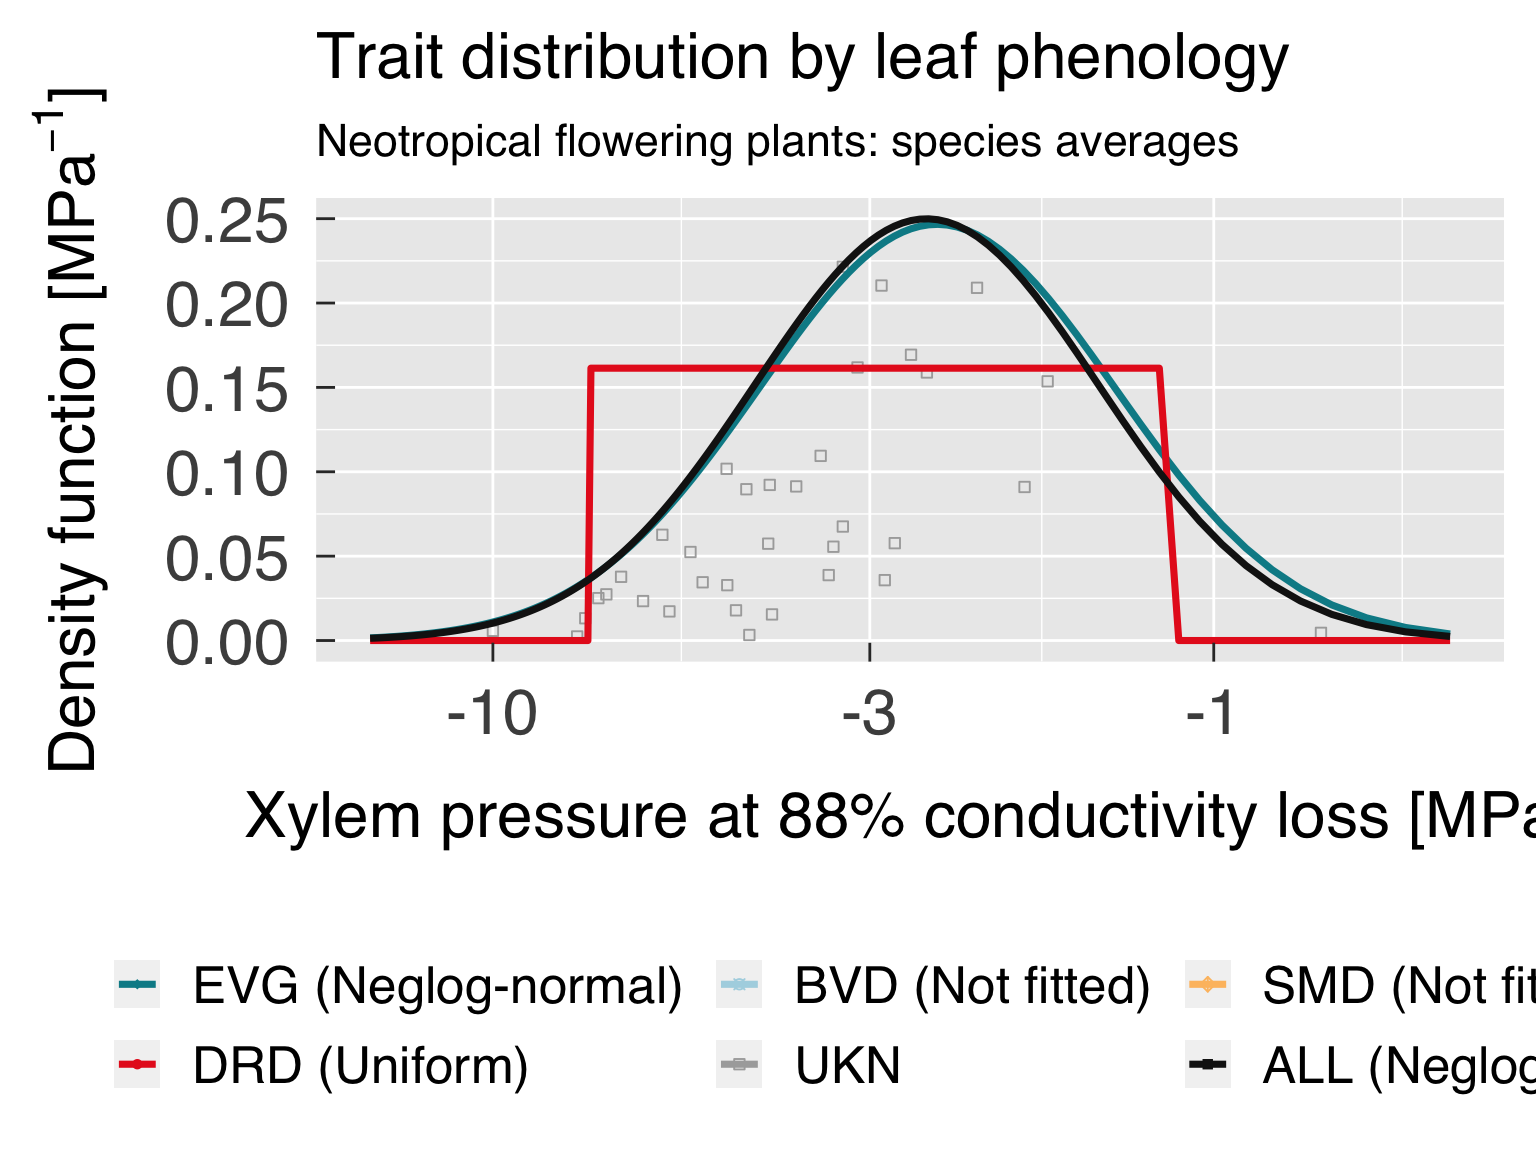 Trait distribution by leaf phenology
Neotropical flowering plants: species averages
Density function [MPa⁻¹]
0.25
0.20
0.15
0.10
0.05
0.00
-10 -3 -1
Xylem pressure at 88% conductivity loss [MPa
EVG (Neglog-normal) BVD (Not fitted) SMD (Not fit
DRD (Uniform) UKN ALL (Neglog